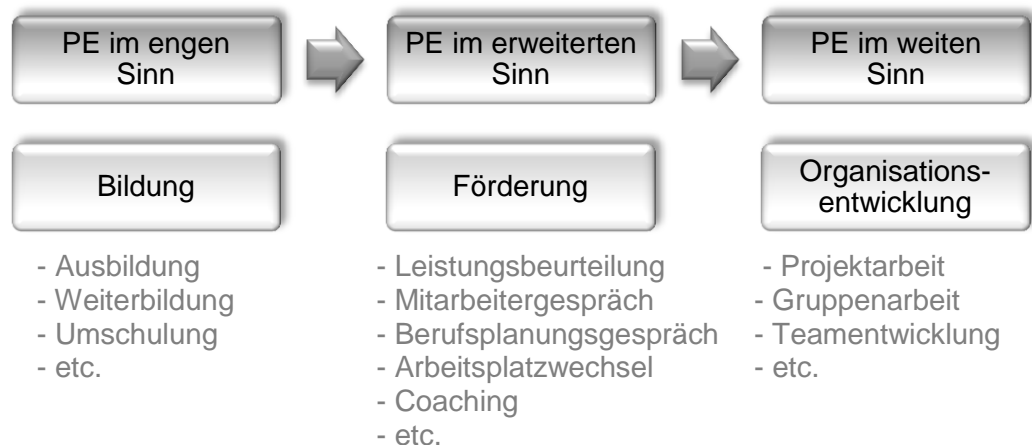 PE im engen
Sinn
PE im erweiterten
Sinn
PE im weiten
Sinn
Bildung
Förderung
Organisations-
entwicklung
- Ausbildung
- Weiterbildung
- Umschulung
- etc.
- Leistungsbeurteilung
- Mitarbeitergespräch
- Berufsplanungsgespräch
- Arbeitsplatzwechsel
- Coaching
- etc.
- Projektarbeit
- Gruppenarbeit
- Teamentwicklung
- etc.